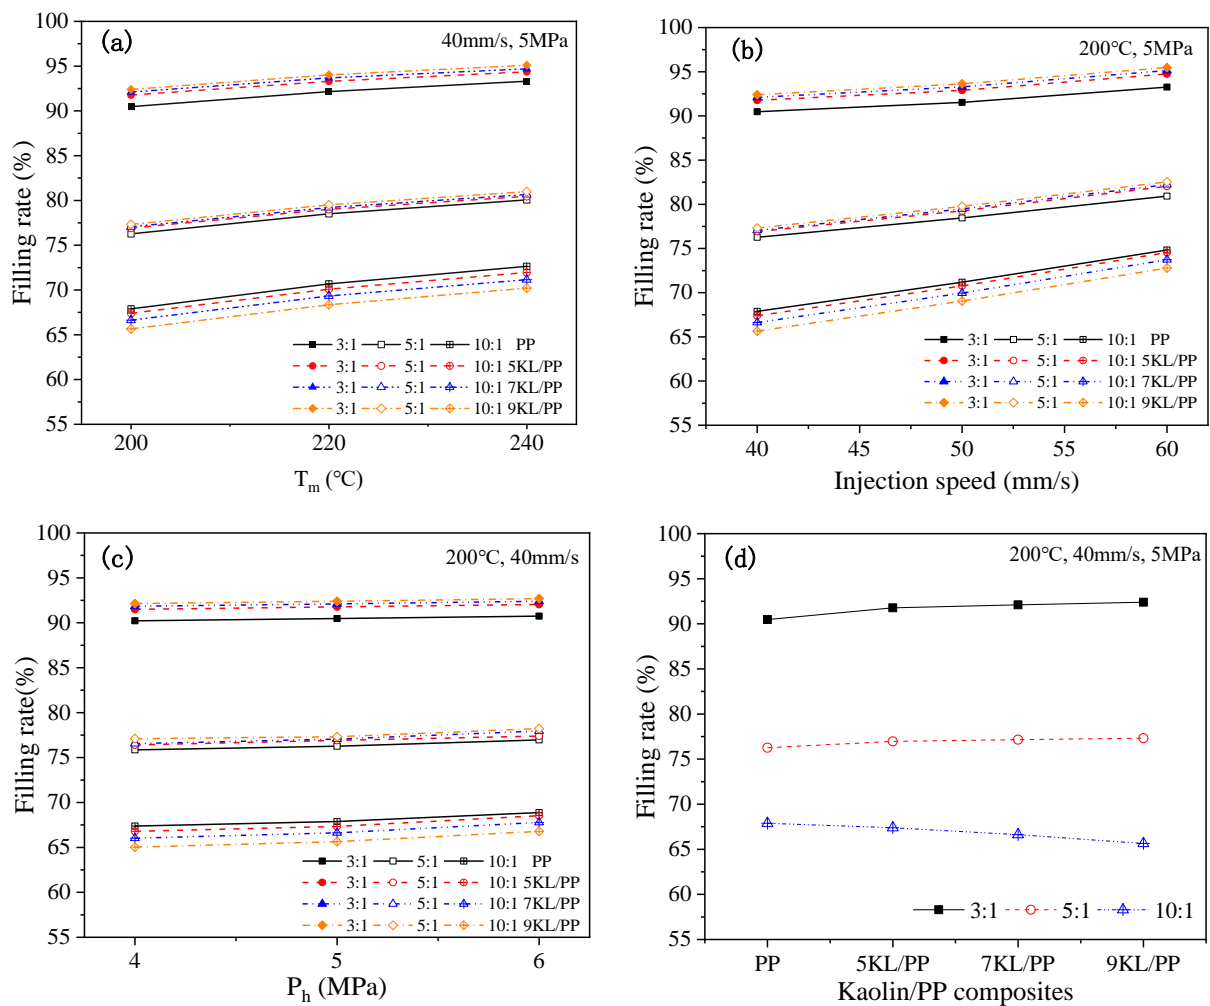 (a)
40mm/s, 5MPa
Filling rate (%)
100
95
90
85
80
75
70
65
60
55
3:1 5:1 10:1 PP
3:1 5:1 10:1 5KL/PP
3:1 5:1 10:1 7KL/PP
3:1 5:1 10:1 9KL/PP
200 220 240
Tm (℃)
(b)
200℃, 5MPa
Filling rate (%)
100
95
90
85
80
75
70
65
60
55
3:1 5:1 10:1 PP
3:1 5:1 10:1 5KL/PP
3:1 5:1 10:1 7KL/PP
3:1 5:1 10:1 9KL/PP
40 45 50 55 60
Injection speed (mm/s)
(c)
200℃, 40mm/s
Filling rate(%)
100
95
90
85
80
75
70
65
60
55
3:1 5:1 10:1 PP
3:1 5:1 10:1 5KL/PP
3:1 5:1 10:1 7KL/PP
3:1 5:1 10:1 9KL/PP
4 5 6
Ph (MPa)
(d)
200℃, 40mm/s, 5MPa
Filling rate (%)
100
95
90
85
80
75
70
65
60
55
3:1 5:1 10:1
PP 5KL/PP 7KL/PP 9KL/PP
Kaolin/PP composites